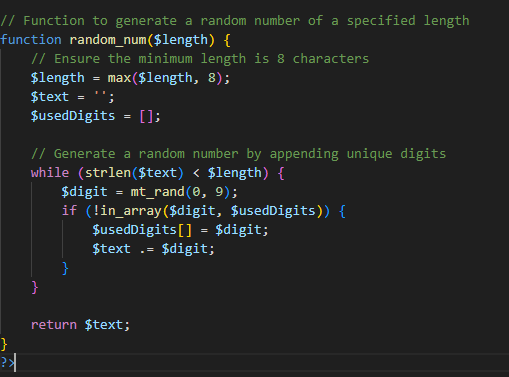 // Function to generate a random number of a specified length
function random_num($length) {
    // Ensure the minimum length is 8 characters
    $length = max($length, 8);
    $text = '';
    $usedDigits = [];

    // Generate a random number by appending unique digits
    while (strlen($text) < $length) {
        $digit = mt_rand(0, 9);
        if (!in_array($digit, $usedDigits)) {
            $usedDigits[] = $digit;
            $text .= $digit;
        }
    }

    return $text;
}
?>